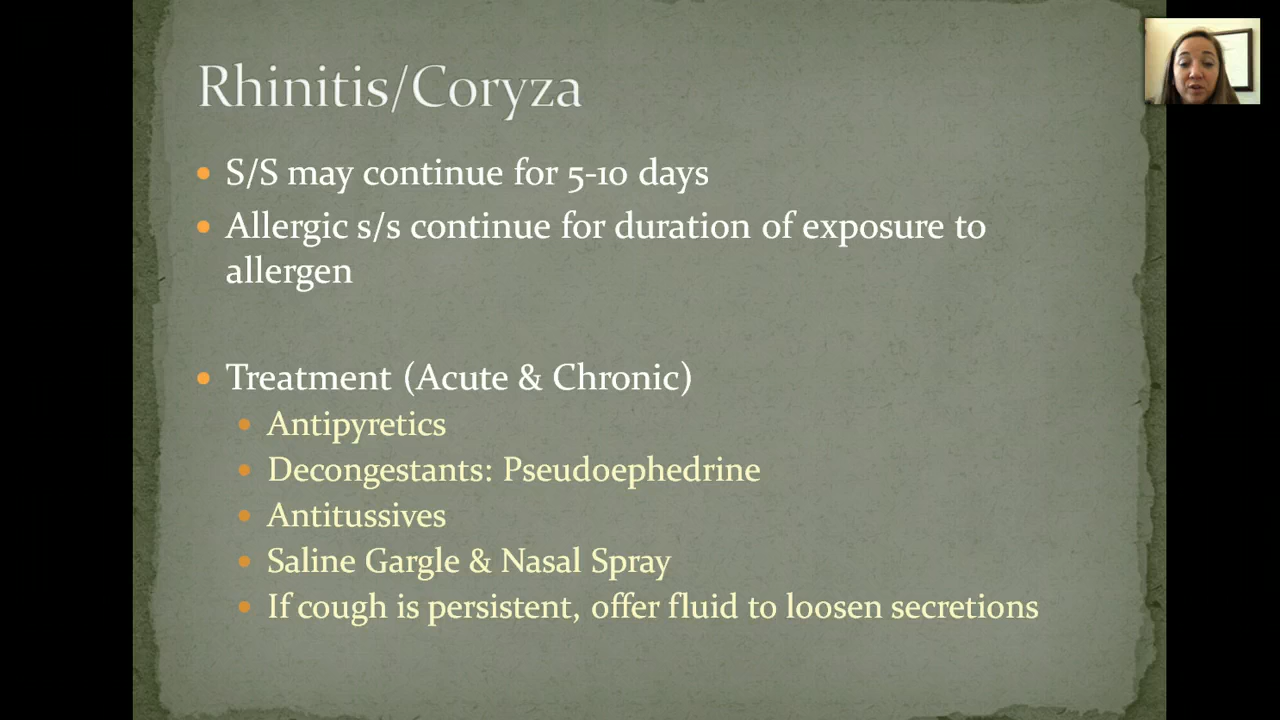 Rhinitis/Coryza
• S/S may continue for 5-10 days
• Allergic s/s continue for duration of exposure to
allergen
• Treatment (Acute & Chronic)
• Antipyretics
• Decongestants: Pseudoephedrine
• Antitussives
• Saline Gargle & Nasal Spray
• If cough is persistent, offer fluid to loosen secretions